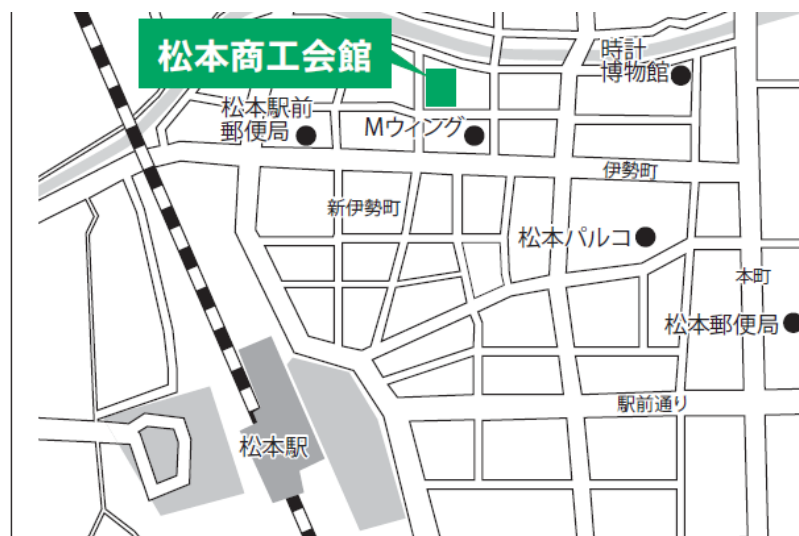 松本商工会館
時計
博物館
松本駅前
郵便局
Mウィング
伊勢町
新伊勢町
松本パルコ
本町
松本郵便局
駅前通り
松本駅